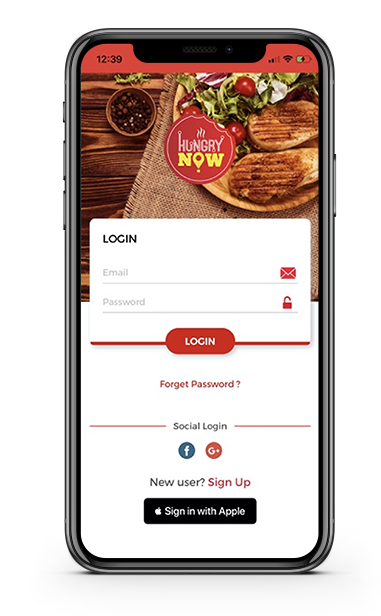 12:39
HUNGRY
NOW
LOGIN
Email
Password
LOGIN
Forget Password ?
Social Login
f
G+
New user? Sign Up
Sign in with Apple